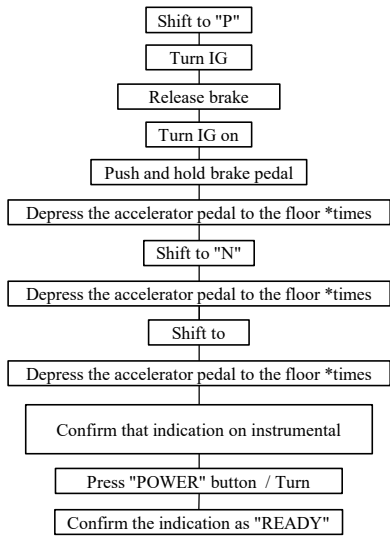 Shift to "P"
Turn IG
Release brake
Turn IG on
Push and hold brake pedal
Depress the accelerator pedal to the floor *times
Shift to "N"
Depress the accelerator pedal to the floor *times
Shift to
Depress the accelerator pedal to the floor *times
Confirm that indication on instrumental
Press "POWER" button / Turn
Confirm the indication as "READY"